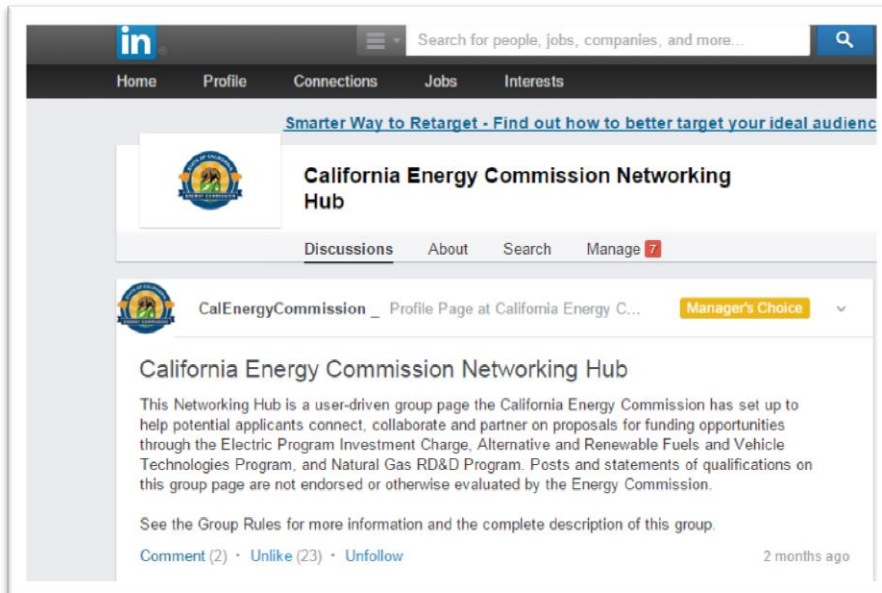 in
Search for people, jobs, companies, and more...
Home Profile Connections Jobs Interests
Smarter Way to Retarget - Find out how to better target your ideal audienc
California Energy Commission Networking
Hub
Discussions About Search Manage 7
CalEnergyCommission _ Profile Page at California Energy C... Manager's Choice
California Energy Commission Networking Hub
This Networking Hub is a user-driven group page the California Energy Commission has set up to
help potential applicants connect, collaborate and partner on proposals for funding opportunities
through the Electric Program Investment Charge, Alternative and Renewable Fuels and Vehicle
Technologies Program, and Natural Gas RD&D Program. Posts and statements of qualifications on
this group page are not endorsed or otherwise evaluated by the Energy Commission.
See the Group Rules for more information and the complete description of this group.
Comment (2) · Unlike (23) · Unfollow 2 months ago